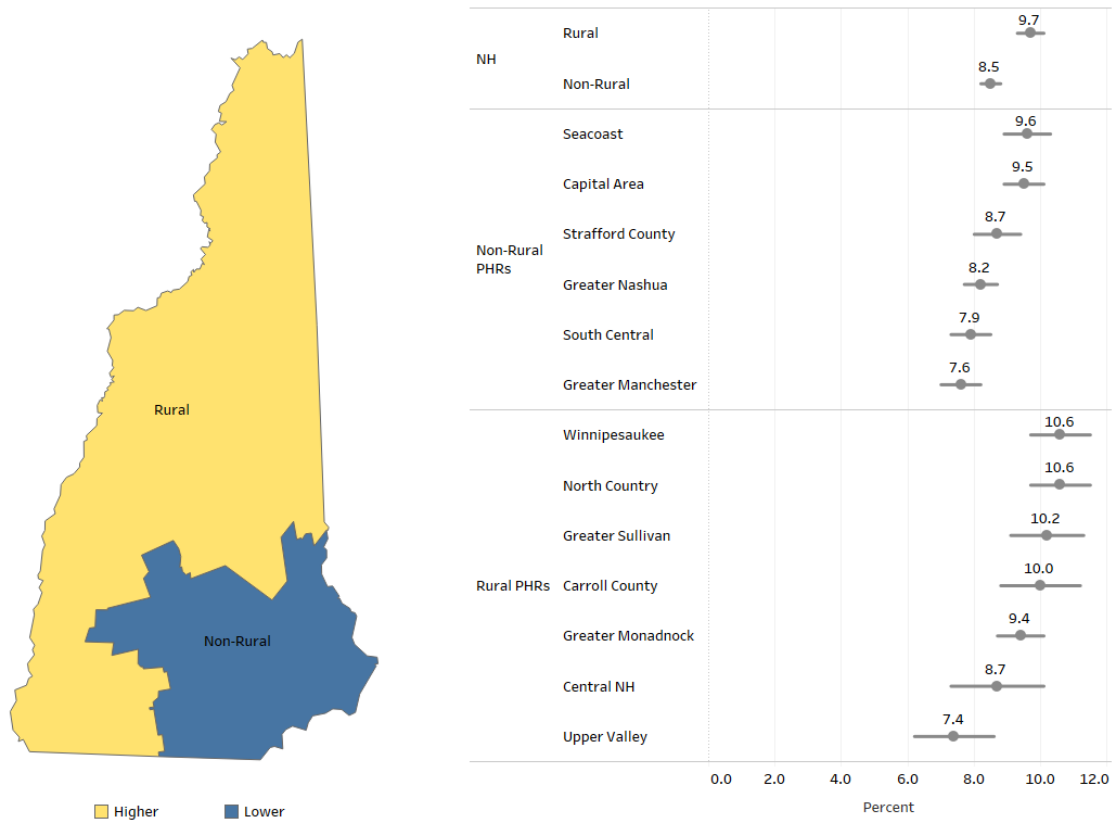 Rural
Non-Rural
Higher
Lower
NH
Rural
9.7
Non-Rural
8.5
Non-Rural
PHRs
Seacoast
9.6
Capital Area
9.5
Strafford County
8.7
Greater Nashua
8.2
South Central
7.9
Greater Manchester
7.6
Rural PHRs
Winnipesaukee
10.6
North Country
10.6
Greater Sullivan
10.2
Carroll County
10.0
Greater Monadnock
9.4
Central NH
8.7
Upper Valley
7.4
0.0 2.0 4.0 6.0 8.0 10.0 12.0
Percent